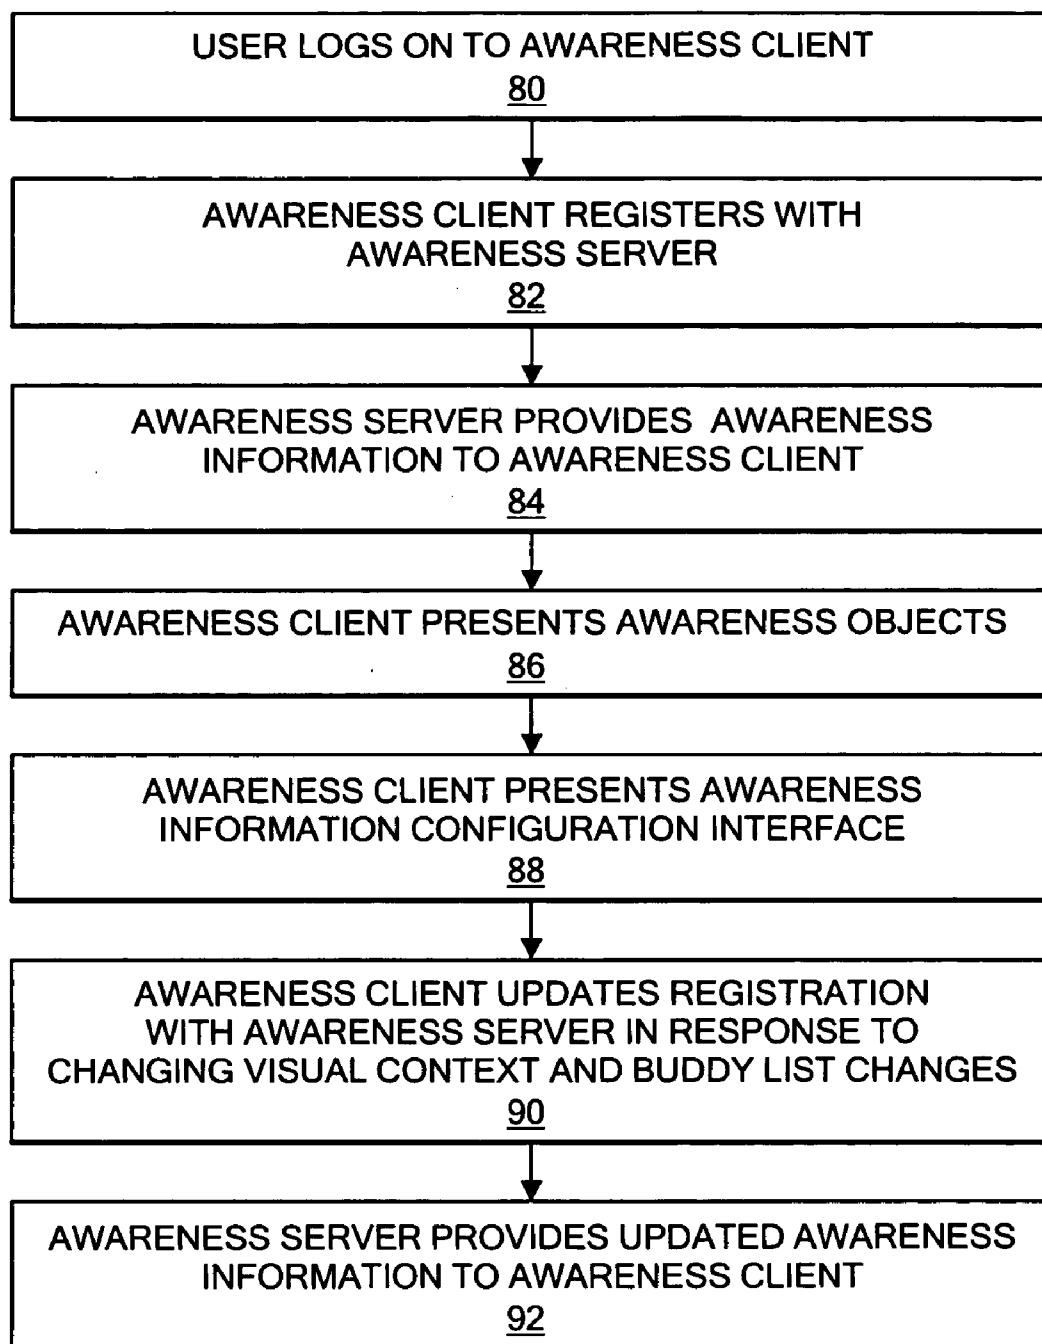 USER LOGS ON TO AWARENESS CLIENT
80
AWARENESS CLIENT REGISTERS WITH
AWARENESS SERVER
82
AWARENESS SERVER PROVIDES AWARENESS
INFORMATION TO AWARENESS CLIENT
84
AWARENESS CLIENT PRESENTS AWARENESS OBJECTS
86
AWARENESS CLIENT PRESENTS AWARENESS
INFORMATION CONFIGURATION INTERFACE
88
AWARENESS CLIENT UPDATES REGISTRATION
WITH AWARENESS SERVER IN RESPONSE TO
CHANGING VISUAL CONTEXT AND BUDDY LIST CHANGES
90
AWARENESS SERVER PROVIDES UPDATED AWARENESS
INFORMATION TO AWARENESS CLIENT
92